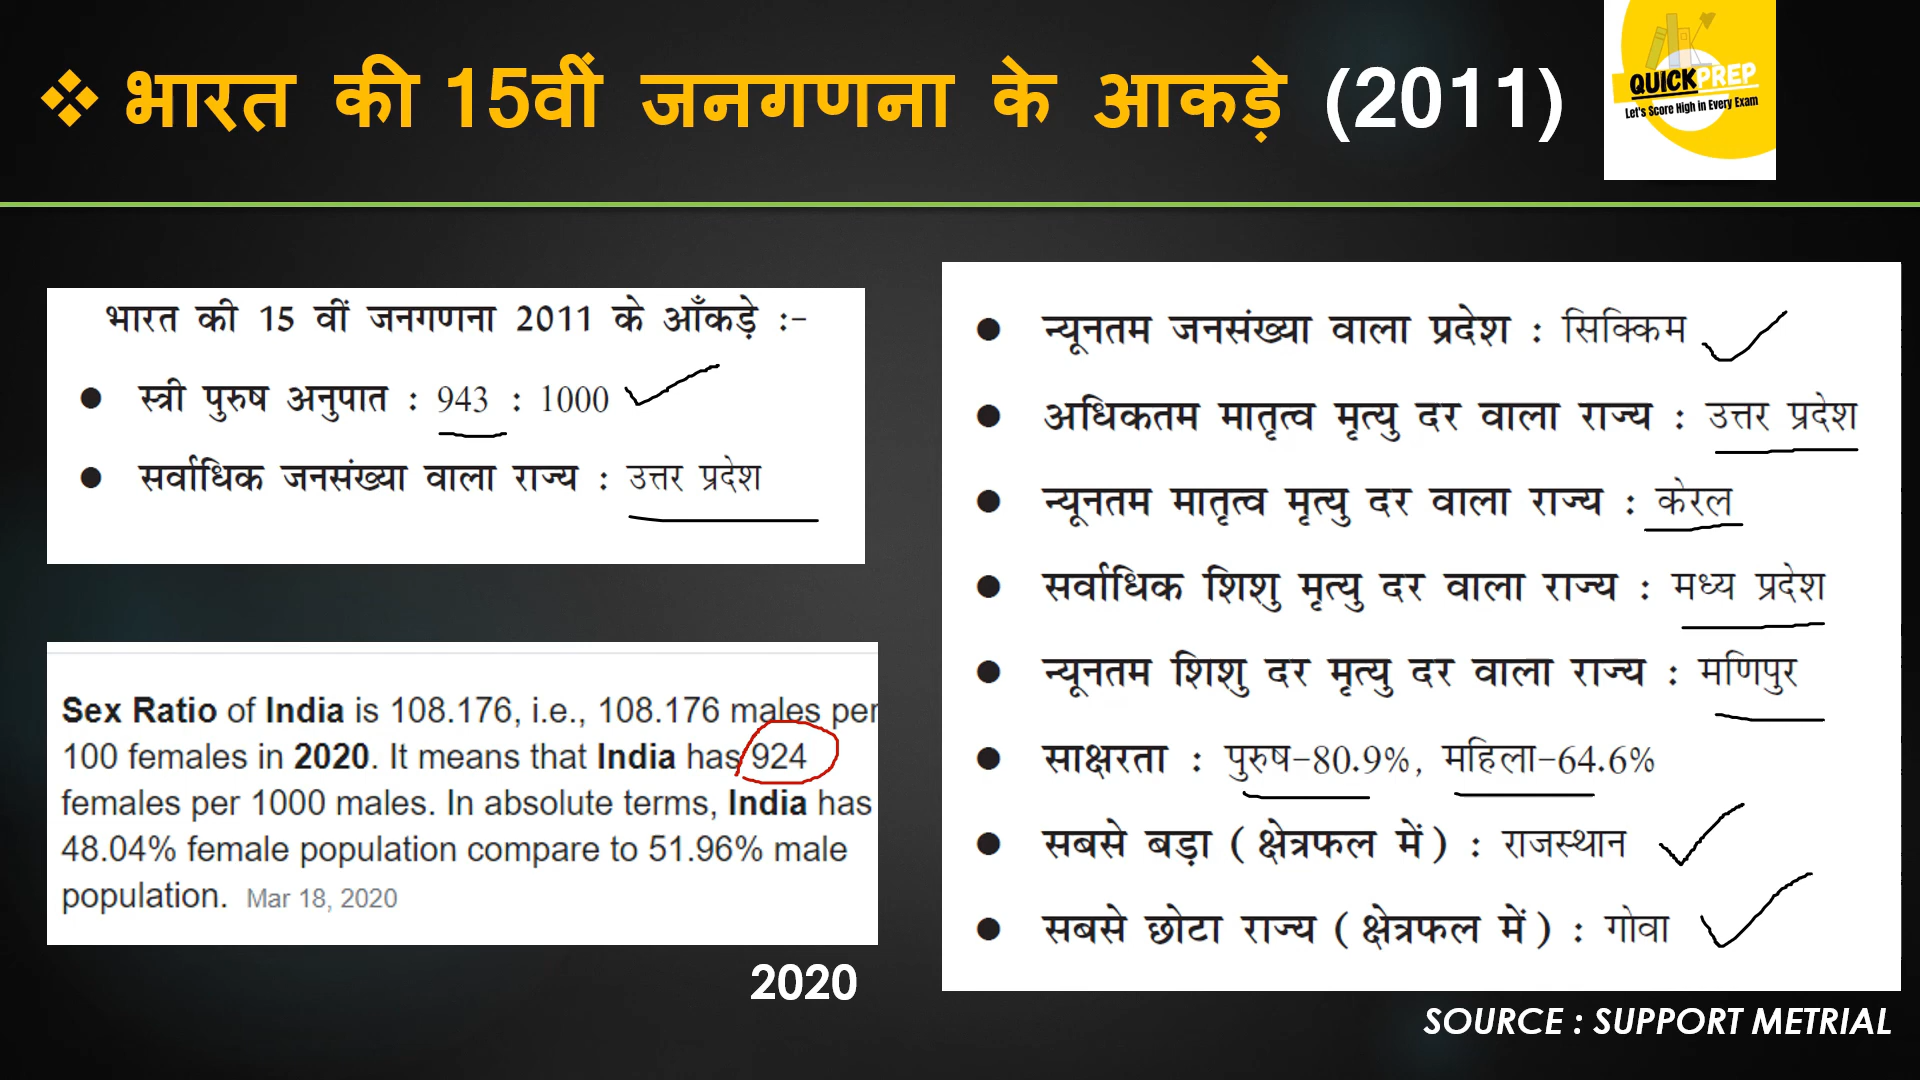 ❖ भारत की 15वीं जनगणना के आकड़े (2011)
QUICKPREP
Let's Score High in Every Exam
भारत की 15 वीं जनगणना 2011 के आँकड़े :-
● स्त्री पुरुष अनुपात : 943 : 1000
● सर्वाधिक जनसंख्या वाला राज्य : उत्तर प्रदेश
Sex Ratio of India is 108.176, i.e., 108.176 males per
100 females in 2020. It means that India has 924
females per 1000 males. In absolute terms, India has
48.04% female population compare to 51.96% male
population. Mar 18, 2020
2020
● न्यूनतम जनसंख्या वाला प्रदेश : सिक्किम
● अधिकतम मातृत्व मृत्यु दर वाला राज्य : उत्तर प्रदेश
● न्यूनतम मातृत्व मृत्यु दर वाला राज्य : केरल
● सर्वाधिक शिशु मृत्यु दर वाला राज्य : मध्य प्रदेश
● न्यूनतम शिशु दर मृत्यु दर वाला राज्य : मणिपुर
● साक्षरता : पुरुष-80.9%, महिला-64.6%
● सबसे बड़ा (क्षेत्रफल में) : राजस्थान
● सबसे छोटा राज्य (क्षेत्रफल में) : गोवा
SOURCE : SUPPORT METRIAL